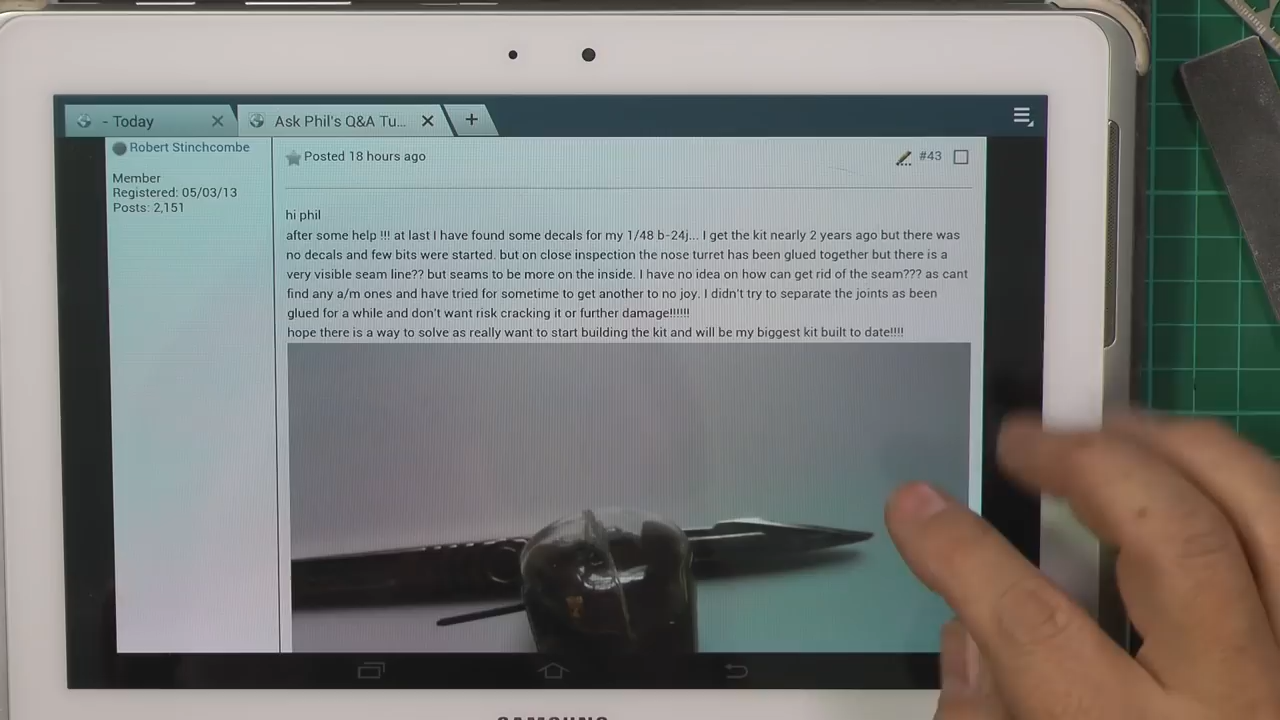 - Today
Ask Phil's Q&A Tu...
Robert Stinchcombe
Member
Registered: 05/03/13
Posts: 2,151
Posted 18 hours ago
#43
hi phil
after some help !!! at last I have found some decals for my 1/48 b-24j... I get the kit nearly 2 years ago but there was
no decals and few bits were started. but on close inspection the nose turret has been glued together but there is a
very visible seam line?? but seams to be more on the inside. I have no idea on how can get rid of the seam??? as cant
find any a/m ones and have tried for sometime to get another to no joy. I didn't try to separate the joints as been
glued for a while and don't want risk cracking it or further damage!!!!!!
hope there is a way to solve as really want to start building the kit and will be my biggest kit built to date!!!!
SAMSUNG